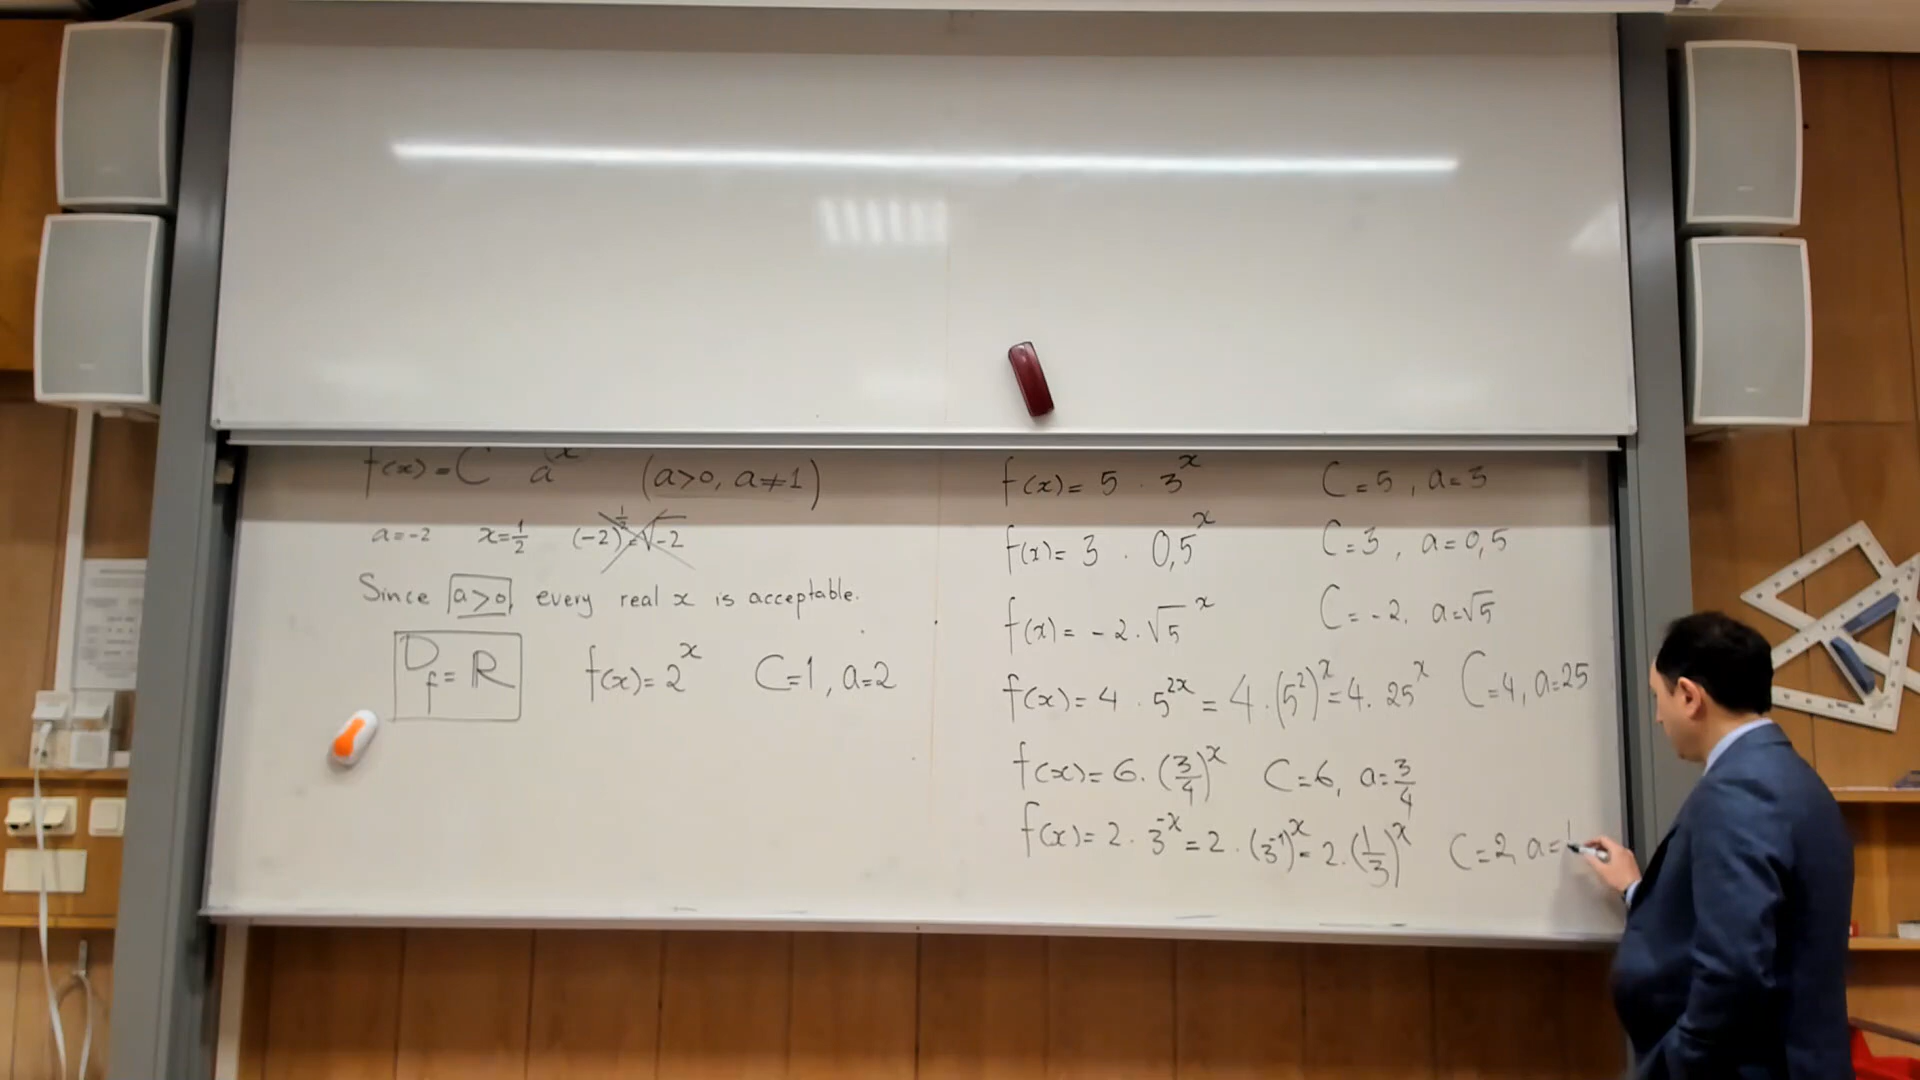 f(x) = C a^x (a>0, a≠1)
a=-2 x=1/2 (-2)^1/2=√-2
Since a>0, every real x is acceptable.
D_f = R f(x)=2^x C=1, a=2
f(x)= 5 · 3^x C=5, a=3
f(x)= 3 · 0,5^x C=3, a=0,5
f(x)= -2·√5^x C=-2, a=√5
f(x)= 4 · 5^2x = 4·(5^2)^x=4·25^x C=4, a=25
f(x)= 6·(3/4)^x C=6, a=3/4
f(x)= 2·3^-x=2·(3^-1)^x=2·(1/3)^x C=2, a=1